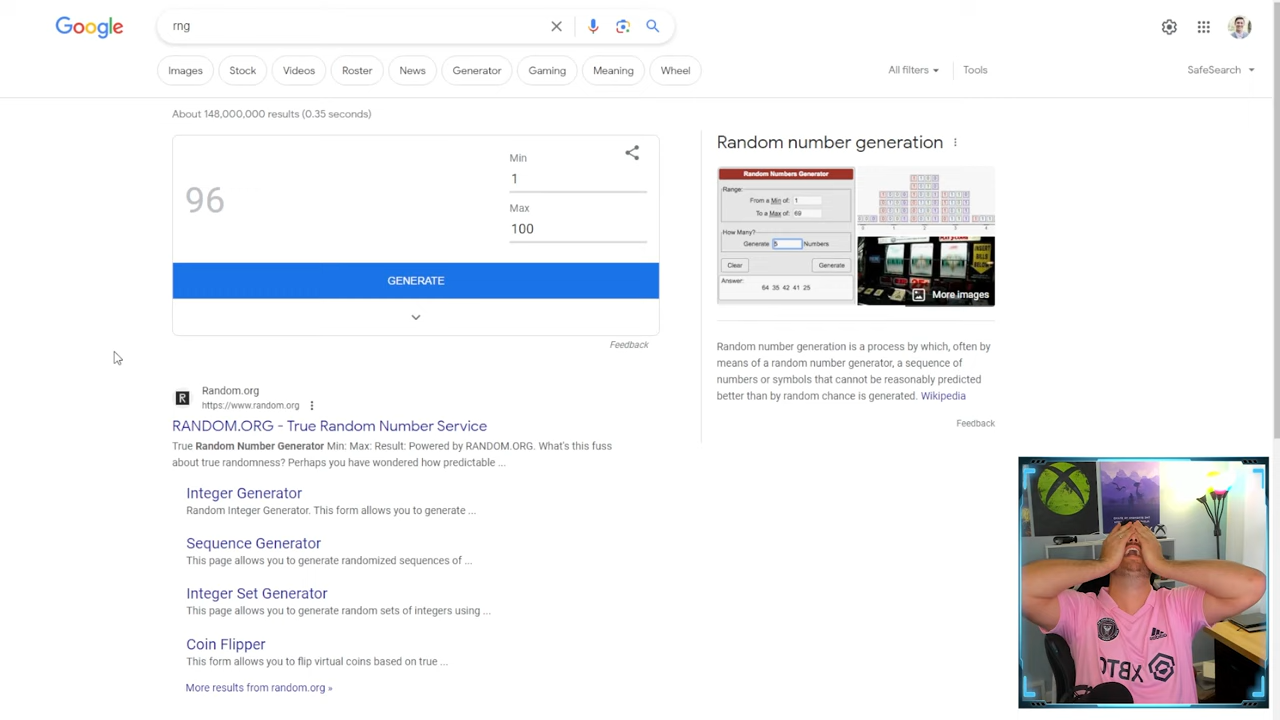 Google
rng
Images
Stock
Videos
Roster
News
Generator
Gaming
Meaning
Wheel
All filters
Tools
SafeSearch
About 148,000,000 results (0.35 seconds)
96
Min
1
Max
100
GENERATE
Feedback
Random.org
https://www.random.org
RANDOM.ORG - True Random Number Service
True Random Number Generator Min: Max: Result: Powered by RANDOM.ORG. What's this fuss
about true randomness? Perhaps you have wondered how predictable ...
Integer Generator
Random Integer Generator. This form allows you to generate ...
Sequence Generator
This page allows you to generate randomized sequences of ...
Integer Set Generator
This page allows you to generate random sets of integers using ...
Coin Flipper
This form allows you to flip virtual coins based on true ...
More results from random.org »
Random number generation
Random Numbers Generator
Range:
From a Min of: 1
To a Max of: 69
How Many?
Generate 5 Numbers
Clear
Generate
Answer:
64 35 42 41 25
INSERT
BILLS
More images
Random number generation is a process by which, often by
means of a random number generator, a sequence of
numbers or symbols that cannot be reasonably predicted
better than by random chance is generated. Wikipedia
Feedback
XBTO